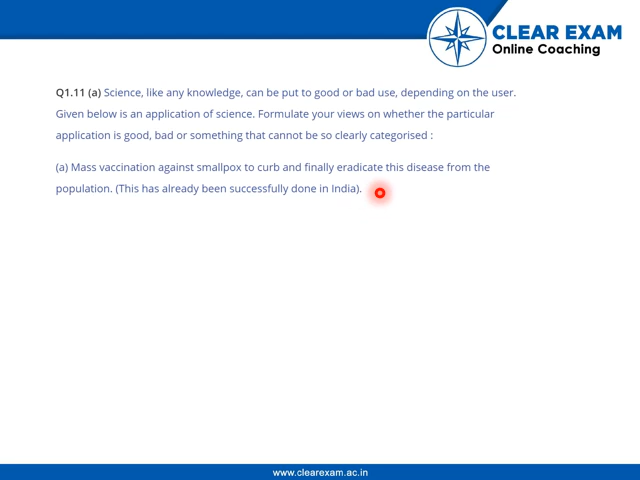 CLEAR EXAM
Online Coaching
Q1.11 (a) Science, like any knowledge, can be put to good or bad use, depending on the user.
Given below is an application of science. Formulate your views on whether the particular
application is good, bad or something that cannot be so clearly categorised :
(a) Mass vaccination against smallpox to curb and finally eradicate this disease from the
population. (This has already been successfully done in India).
www.clearexam.ac.in